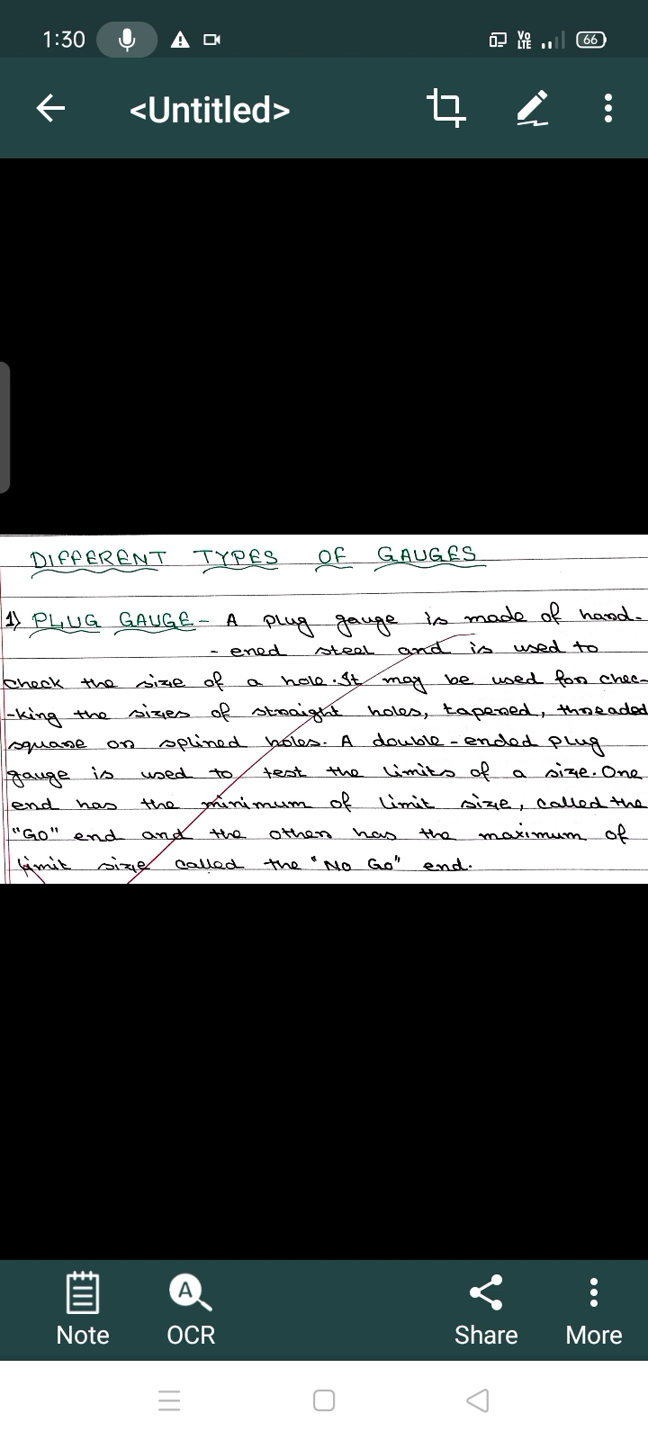 1:30
Vo LTE
66
<Untitled>
DIFFERENT TYPES OF GAUGES
1) PLUG GAUGE - A plug gauge is made of hard-
- ened steel and is used to
check the size of a hole. It may be used for chec-
-king the sizes of straight holes, tapered, threaded
square or splined holes. A double-ended plug
gauge is used to test the limits of a size. One
end has the minimum of limit size, called the
"Go" end and the other has the maximum of
limit size called the "No Go" end.
A
Note OCR Share More